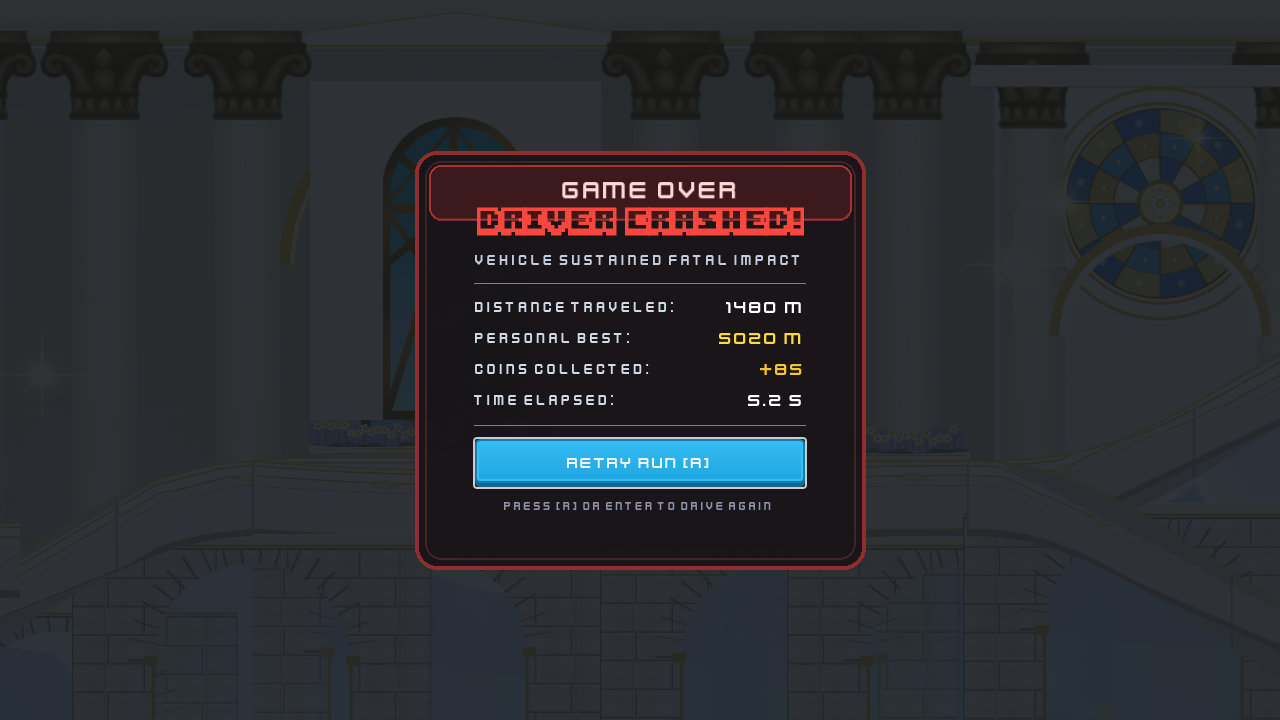 GAME OVER
DRIVER CRASHED!
VEHICLE SUSTAINED FATAL IMPACT
DISTANCE TRAVELED: 1480 M
PERSONAL BEST: 5020 M
COINS COLLECTED: +85
TIME ELAPSED: 5.2 S
RETRY RUN [R]
PRESS [R] OR ENTER TO DRIVE AGAIN